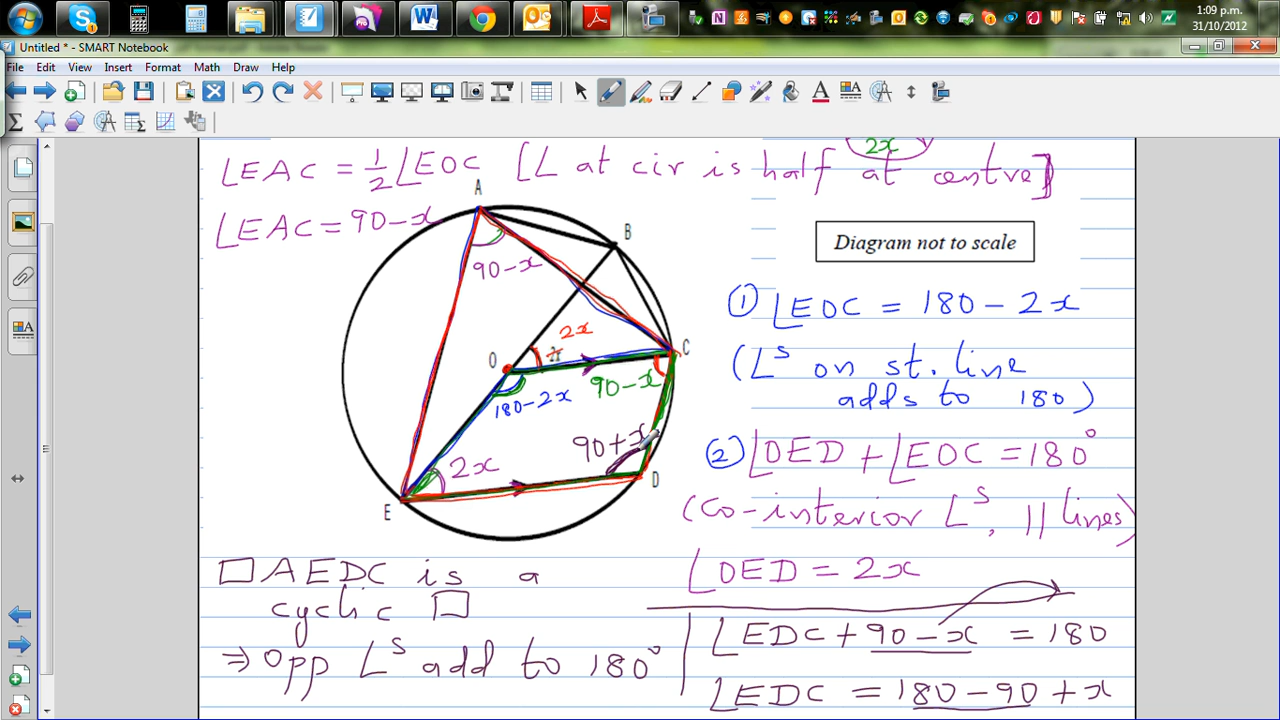 1:09 p.m.
31/10/2012
Untitled * - SMART Notebook
File Edit View Insert Format Math Draw Help
2x
∠EAC = 1/2 ∠EOC [∠ at cir is half at centre]
∠EAC = 90-x
A
B
90-x
Diagram not to scale
① ∠EOC = 180 - 2x
2x
O
2x
C
90-x
180-2x
(∠s on st. line
adds to 180)
90+x
② ∠OED + ∠EOC = 180°
2x
D
E
(Co-interior ∠s, || lines)
□AEDC is a
cyclic □
⇒ Opp ∠s add to 180°
∠OED = 2x
∠EDC + 90 - x = 180
∠EDC = 180 - 90 + x